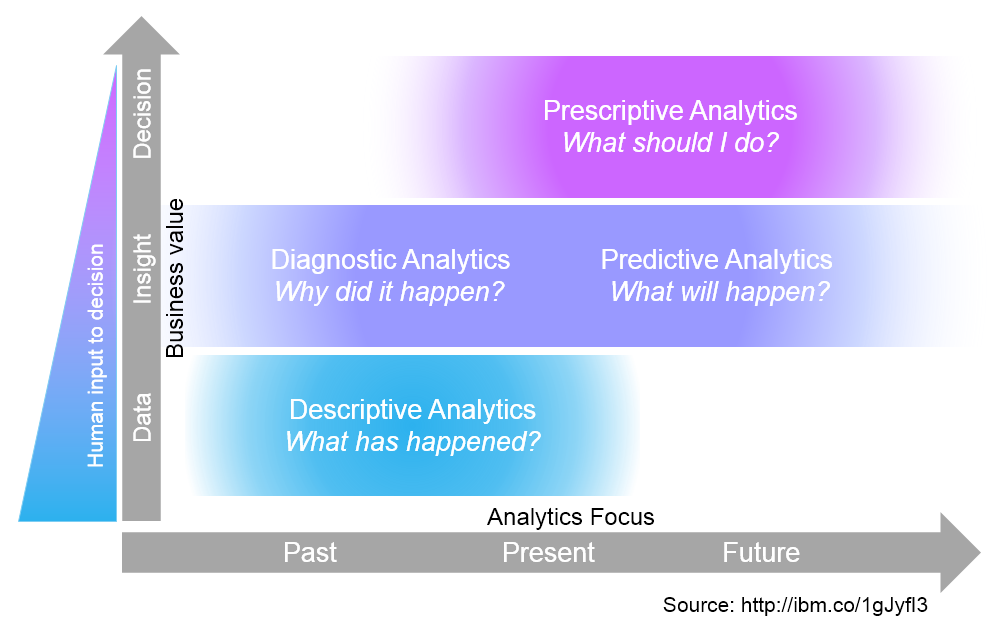 Decision
Insight
Data
Human input to decision
Business value
Prescriptive Analytics
What should I do?
Diagnostic Analytics
Why did it happen?
Predictive Analytics
What will happen?
Descriptive Analytics
What has happened?
Analytics Focus
Past
Present
Future
Source: http://ibm.co/1gJyfl3